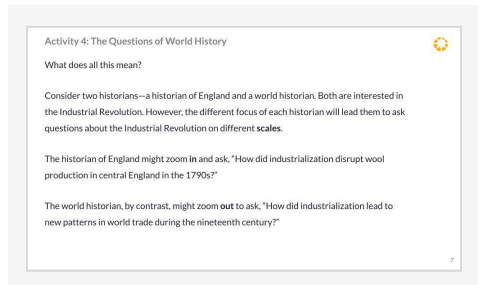 Activity 4: The Questions of World History
What does all this mean?
Consider two historians—a historian of England and a world historian. Both are interested in
the Industrial Revolution. However, the different focus of each historian will lead them to ask
questions about the Industrial Revolution on different scales.
The historian of England might zoom in and ask, “How did industrialization disrupt wool
production in central England in the 1790s?”
The world historian, by contrast, might zoom out to ask, “How did industrialization lead to
new patterns in world trade during the nineteenth century?”
7